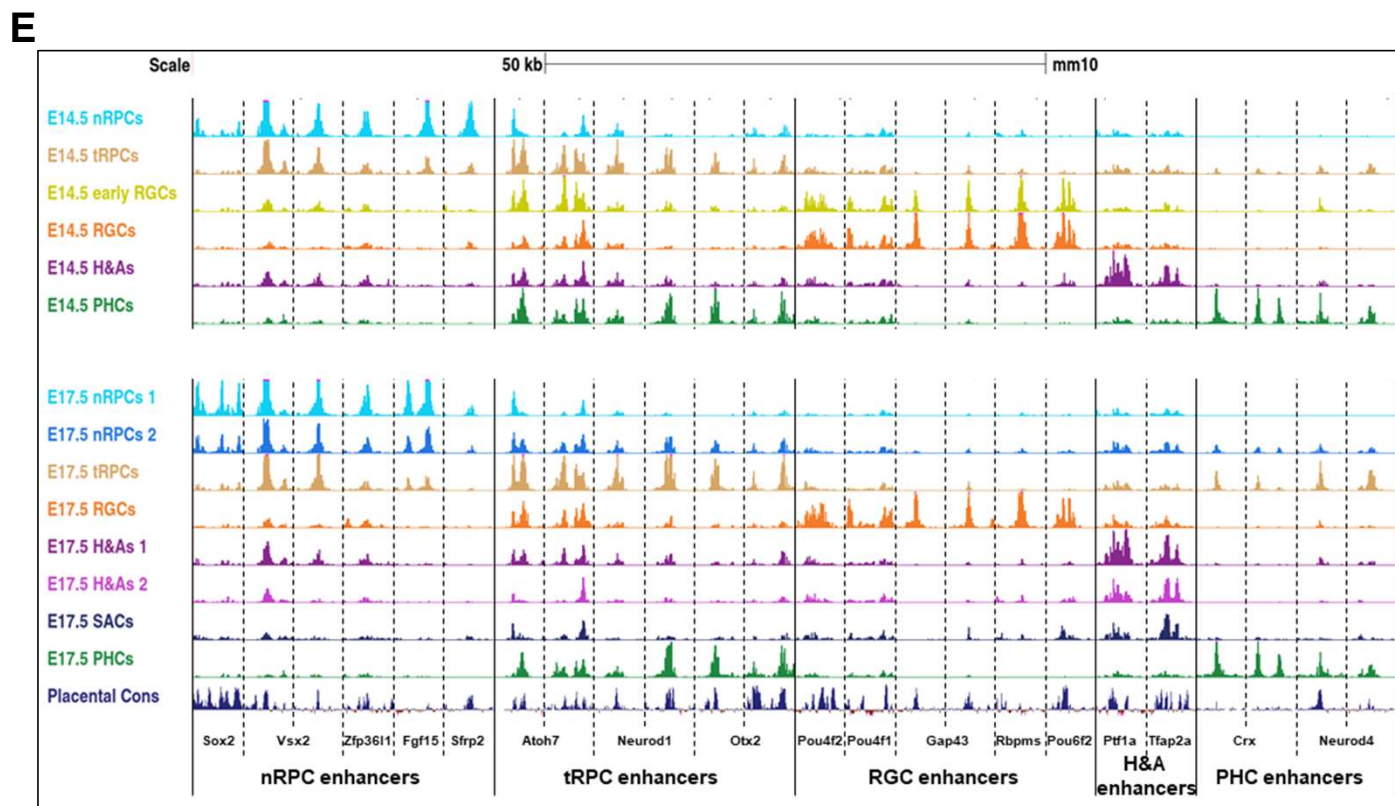 E
Scale 50 kb mm10
E14.5 nRPCs
E14.5 tRPCs
E14.5 early RGCs
E14.5 RGCs
E14.5 H&As
E14.5 PHCs
E17.5 nRPCs 1
E17.5 nRPCs 2
E17.5 tRPCs
E17.5 RGCs
E17.5 H&As 1
E17.5 H&As 2
E17.5 SACs
E17.5 PHCs
Placental Cons
Sox2 Vsx2 Zfp36l1 Fgf15 Sfrp2 Atoh7 Neurod1 Otx2 Pou4f2 Pou4f1 Gap43 Rbpms Pou6f2 Ptf1a Tfap2a Crx Neurod4
nRPC enhancers tRPC enhancers RGC enhancers H&A enhancers PHC enhancers